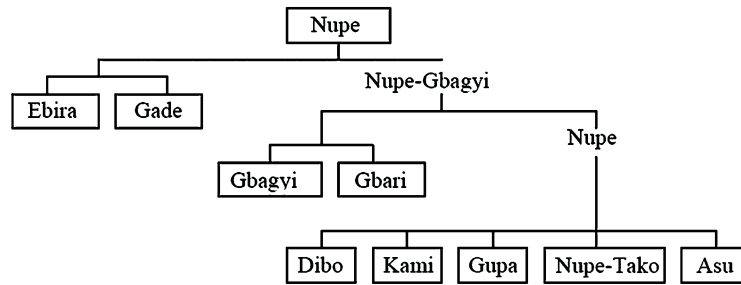 Nupe
Nupe-Gbagyi
Ebira
Gade
Nupe
Gbagyi
Gbari
Dibo
Kami
Gupa
Nupe-Tako
Asu